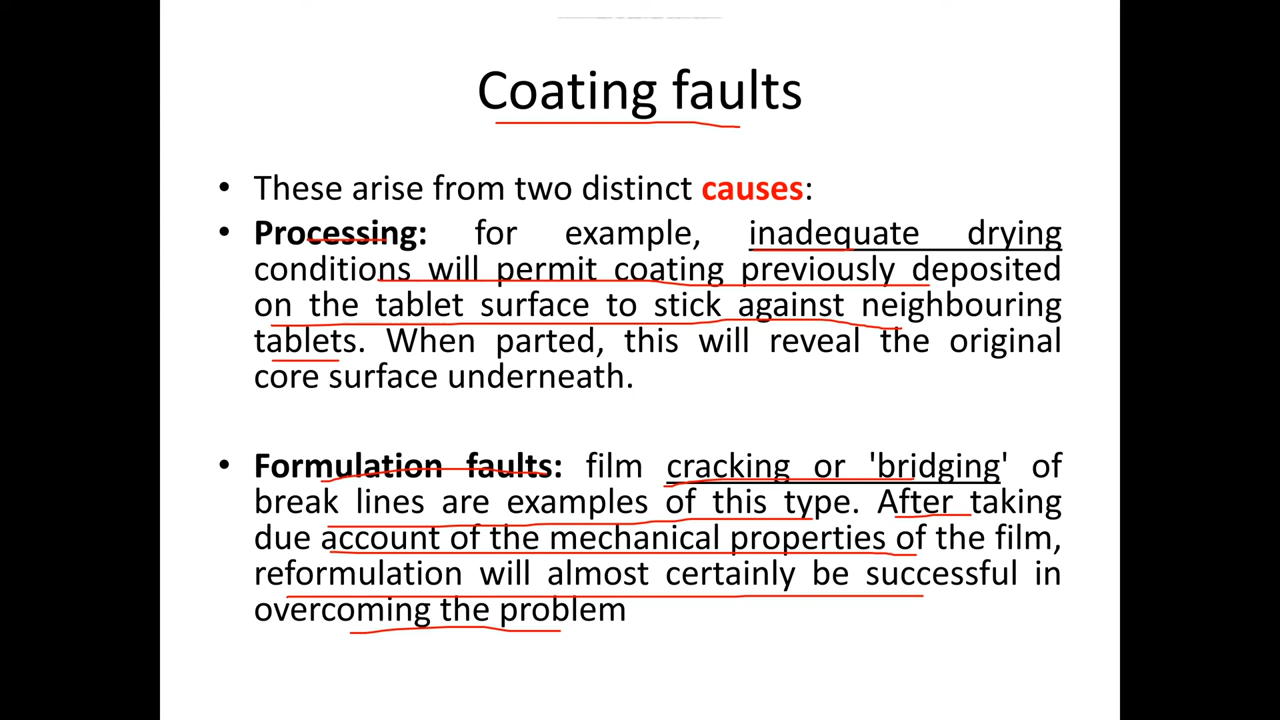 Coating faults
• These arise from two distinct causes:
• Processing: for example, inadequate drying
conditions will permit coating previously deposited
on the tablet surface to stick against neighbouring
tablets. When parted, this will reveal the original
core surface underneath.
• Formulation faults: film cracking or 'bridging' of
break lines are examples of this type. After taking
due account of the mechanical properties of the film,
reformulation will almost certainly be successful in
overcoming the problem